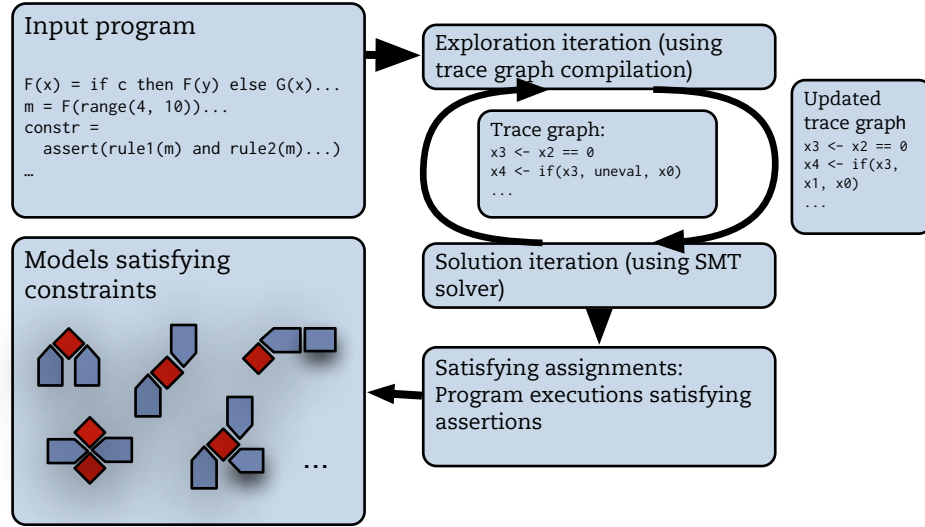 Input program
F(x) = if c then F(y) else G(x)...
m = F(range(4, 10))...
constr =
assert(rule1(m) and rule2(m)...)
…
Exploration iteration (using
trace graph compilation)
Trace graph:
x3 <- x2 == 0
x4 <- if(x3, uneval, x0)
...
Updated
trace graph
x3 <- x2 == 0
x4 <- if(x3,
x1, x0)
...
Solution iteration (using SMT
solver)
Satisfying assignments:
Program executions satisfying
assertions
Models satisfying
constraints
...